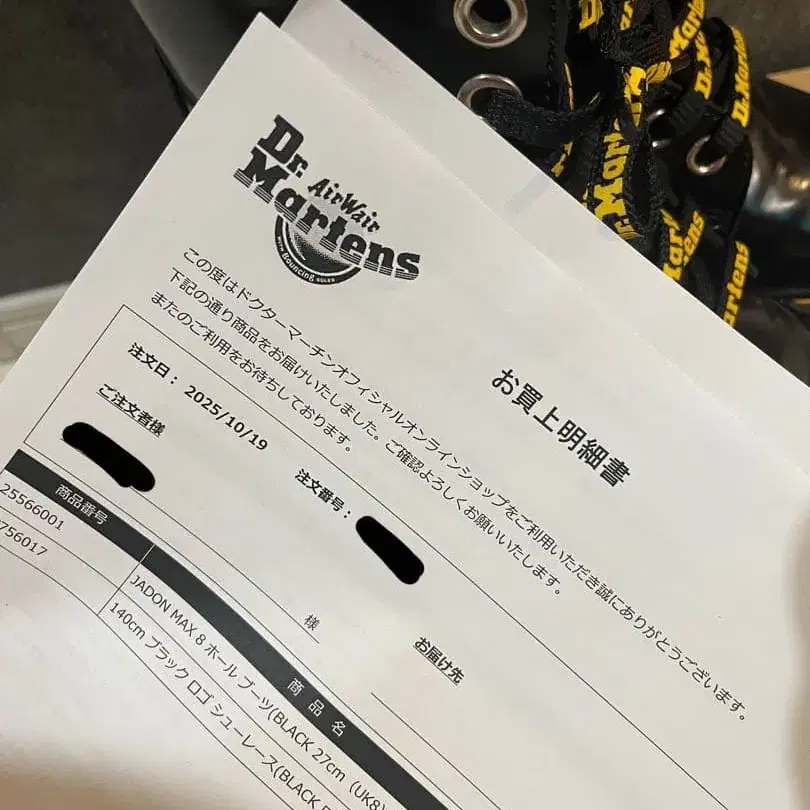 Dr.
AirWair
Martens
WITH Bouncing SOLES
お買上明細書
この度はドクターマーチンオフィシャルオンラインショップをご利用いただき誠にありがとうございます。
下記の通り商品をお届けいたしました。ご確認よろしくお願いいたします。
またのご利用をお待ちしております。
注文日: 2025/10/19
注文番号:
ご注文者様
様
お届け先
商品番号
商 品 名
25566001
JADON MAX 8 ホール ブーツ(BLACK 27cm (UK8)
756017
140cm ブラック ロゴ シューレース(BLACK
Dr.Martens